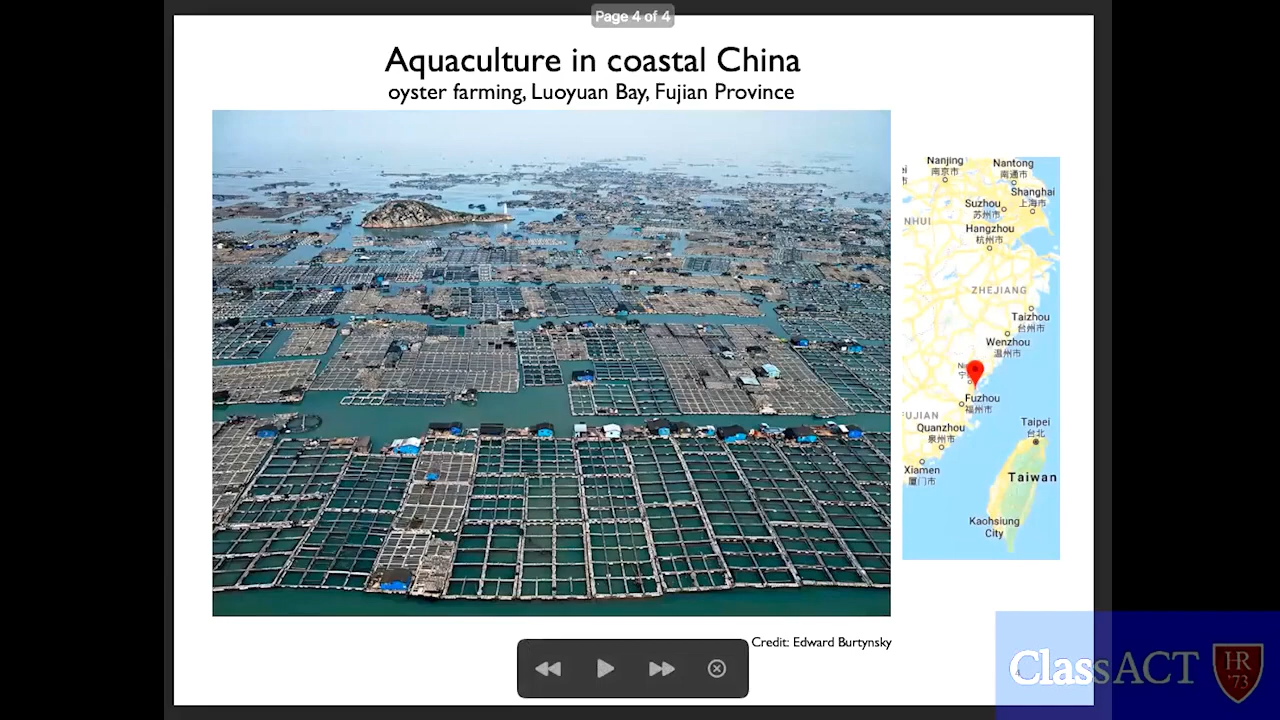 Page 4 of 4
Aquaculture in coastal China
oyster farming, Luoyuan Bay, Fujian Province
Nanjing
南京市
Nantong
南通市
Shanghai
上海市
Suzhou
苏州市
NHUI
Hangzhou
杭州市
ZHEJIANG
Taizhou
台州市
Wenzhou
温州市
Fuzhou
福州市
UJIAN
Quanzhou
泉州市
Taipei
台北
Xiamen
厦门市
Taiwan
Kaohsiung
City
Credit: Edward Burtynsky
4
ClassACT
HR
'73